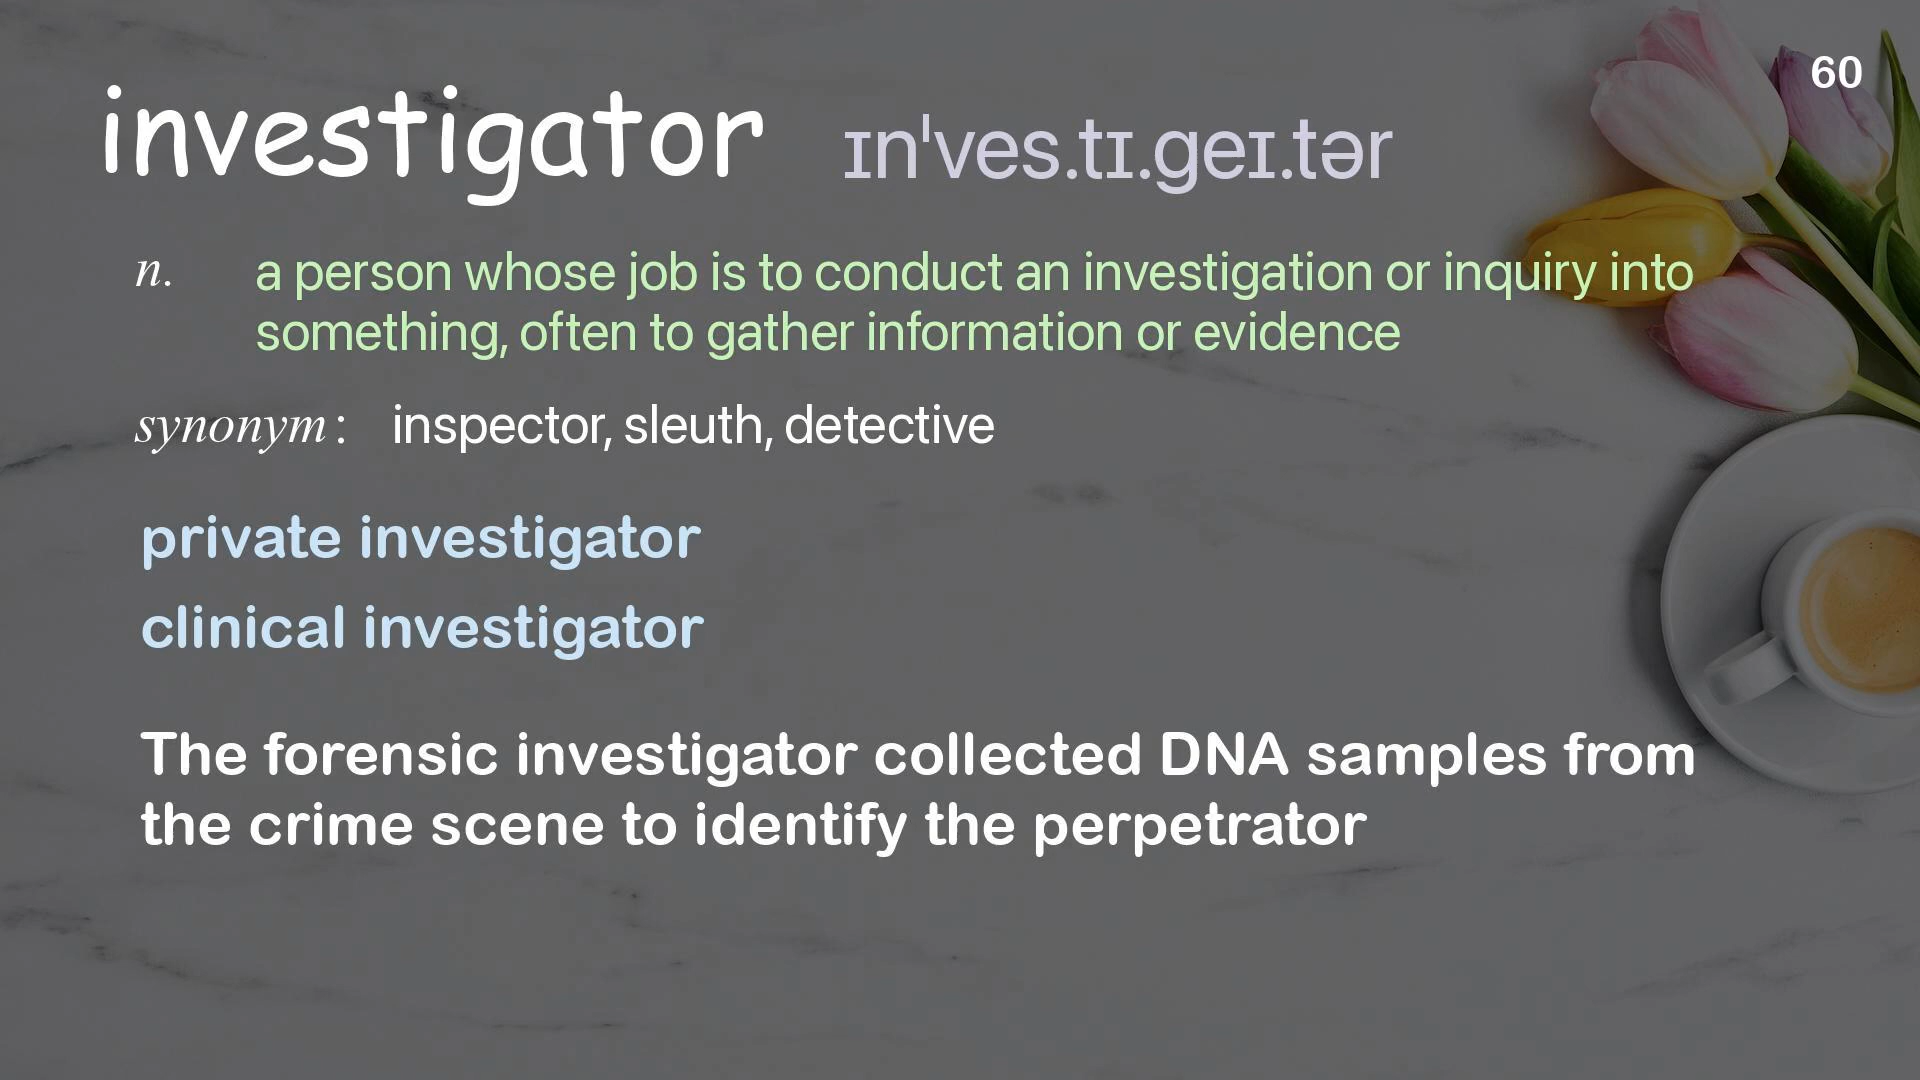 60
investigator ɪnˈves.tɪ.geɪ.tər
n. a person whose job is to conduct an investigation or inquiry into
something, often to gather information or evidence
synonym: inspector, sleuth, detective
private investigator
clinical investigator
The forensic investigator collected DNA samples from
the crime scene to identify the perpetrator